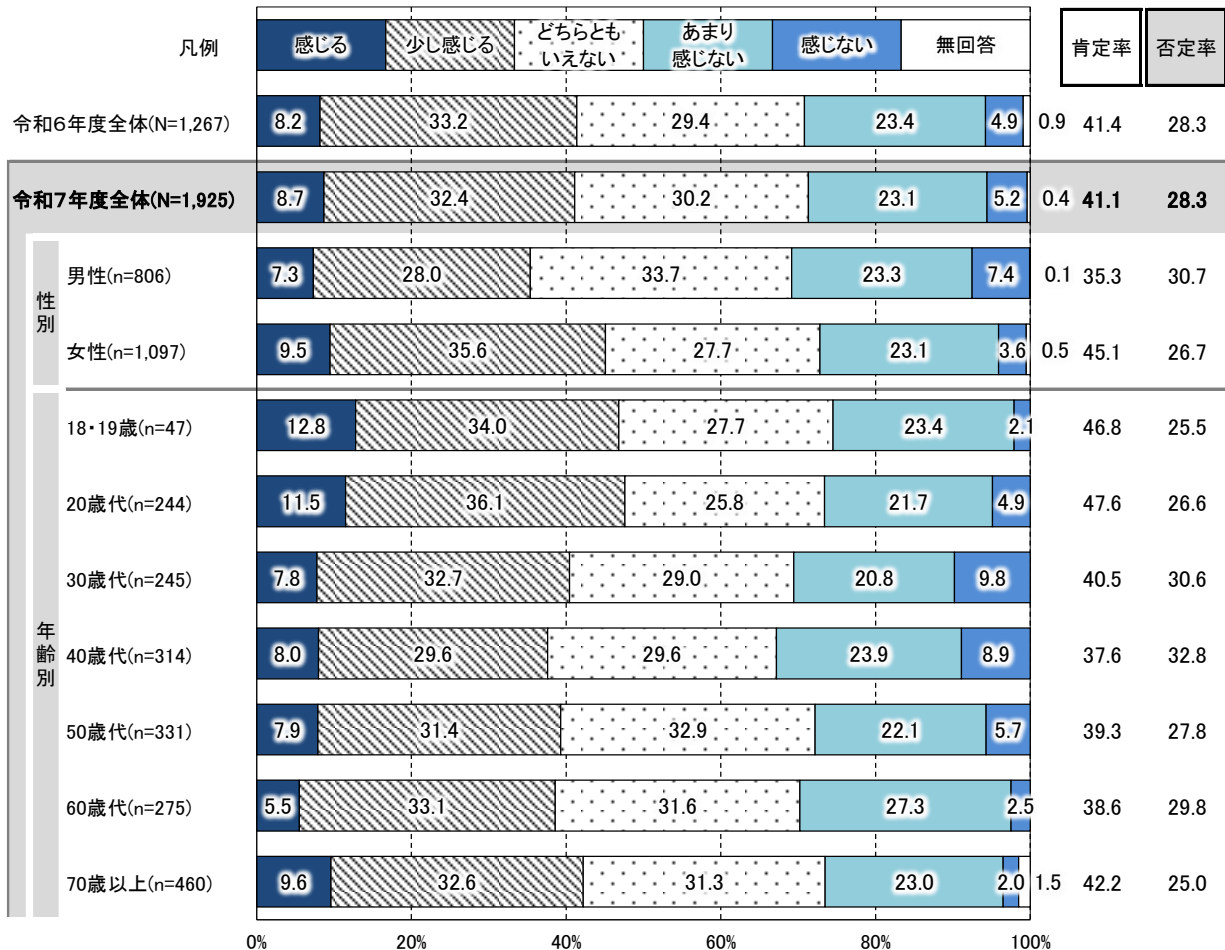 凡例 感じる 少し感じる どちらとも いえない あまり 感じない 感じない 無回答 肯定率 否定率
令和6年度全体(N=1,267) 8.2 33.2 29.4 23.4 4.9 0.9 41.4 28.3
令和7年度全体(N=1,925) 8.7 32.4 30.2 23.1 5.2 0.4 41.1 28.3
性別
男性(n=806) 7.3 28.0 33.7 23.3 7.4 0.1 35.3 30.7
女性(n=1,097) 9.5 35.6 27.7 23.1 3.6 0.5 45.1 26.7
年齢別
18・19歳(n=47) 12.8 34.0 27.7 23.4 2.1 46.8 25.5
20歳代(n=244) 11.5 36.1 25.8 21.7 4.9 47.6 26.6
30歳代(n=245) 7.8 32.7 29.0 20.8 9.8 40.5 30.6
40歳代(n=314) 8.0 29.6 29.6 23.9 8.9 37.6 32.8
50歳代(n=331) 7.9 31.4 32.9 22.1 5.7 39.3 27.8
60歳代(n=275) 5.5 33.1 31.6 27.3 2.5 38.6 29.8
70歳以上(n=460) 9.6 32.6 31.3 23.0 2.0 1.5 42.2 25.0
0% 20% 40% 60% 80% 100%